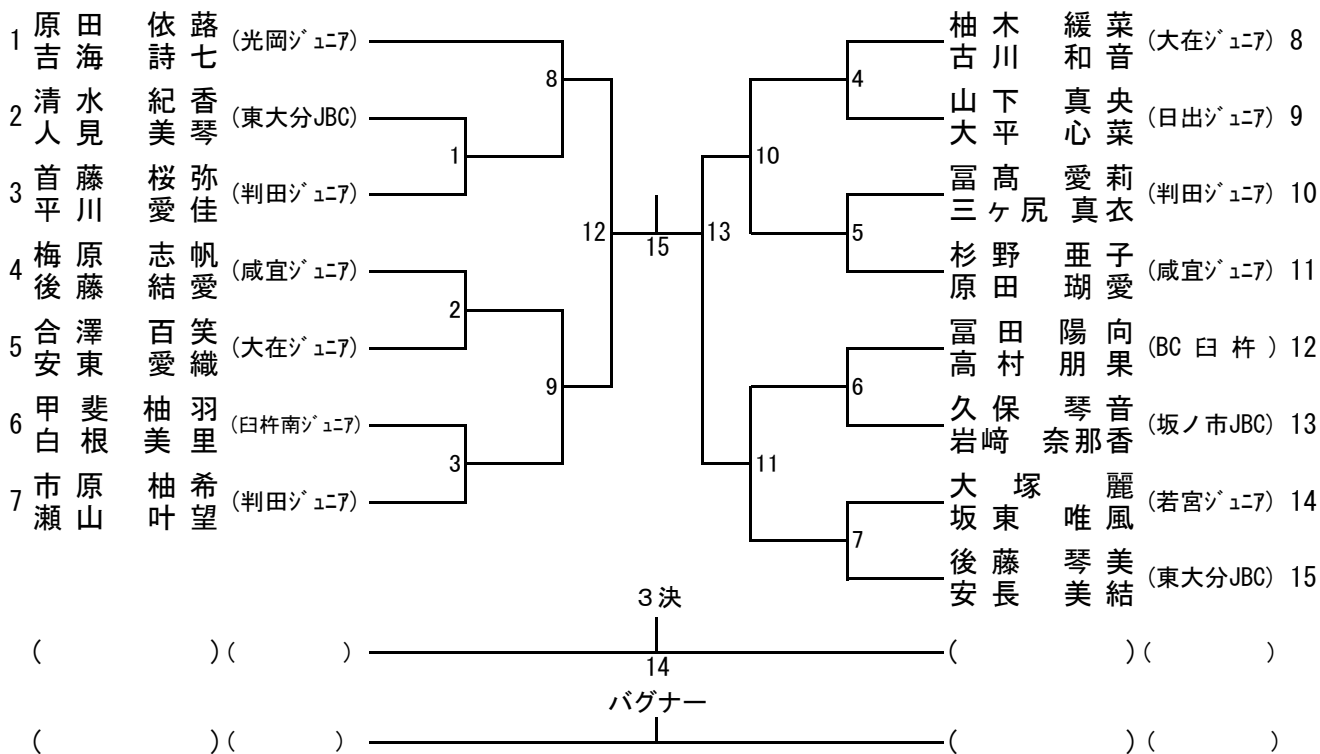 1 原田 依蕗 (光岡ジュニア)
吉海 詩七
8
2 清水 紀香 (東大分JBC)
人見 美琴
1
3 首藤 桜弥 (判田ジュニア)
平川 愛佳
12
4 梅原 志帆 (咸宜ジュニア)
後藤 結愛
2
5 合澤 百笑 (大在ジュニア)
安東 愛織
9
6 甲斐 柚羽 (臼杵南ジュニア)
白根 美里
3
7 市原 柚希 (判田ジュニア)
瀬山 叶望
15
柚木 緩菜 (大在ジュニア) 8
古川 和音
4
山下 真央 (日出ジュニア) 9
大平 心菜
10
冨髙 愛莉 (判田ジュニア) 10
三ヶ尻 真衣
5
杉野 亜子 (咸宜ジュニア) 11
原田 瑚愛
13
冨田 陽向 (BC臼杵) 12
高村 朋果
6
久保 琴音 (坂ノ市JBC) 13
岩﨑 奈那香
11
大塚 麗 (若宮ジュニア) 14
坂東 唯風
7
後藤 琴美 (東大分JBC) 15
安長 美結
3決
( ) ( ) ( ) ( )
14
バグナー
( ) ( ) ( ) ( )